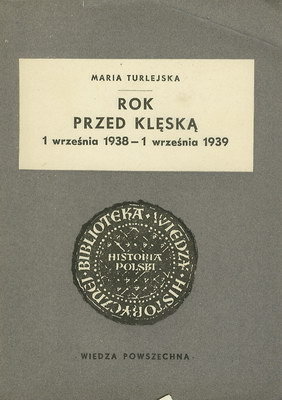 MARIA TURLEJSKA
ROK
PRZED KLĘSKĄ
1 września 1938 — 1 września 1939
BIBLIOTEKA • WIEDZY • HISTORYCZNEJ •
HISTORIA
POLSKI
WIEDZA POWSZECHNA